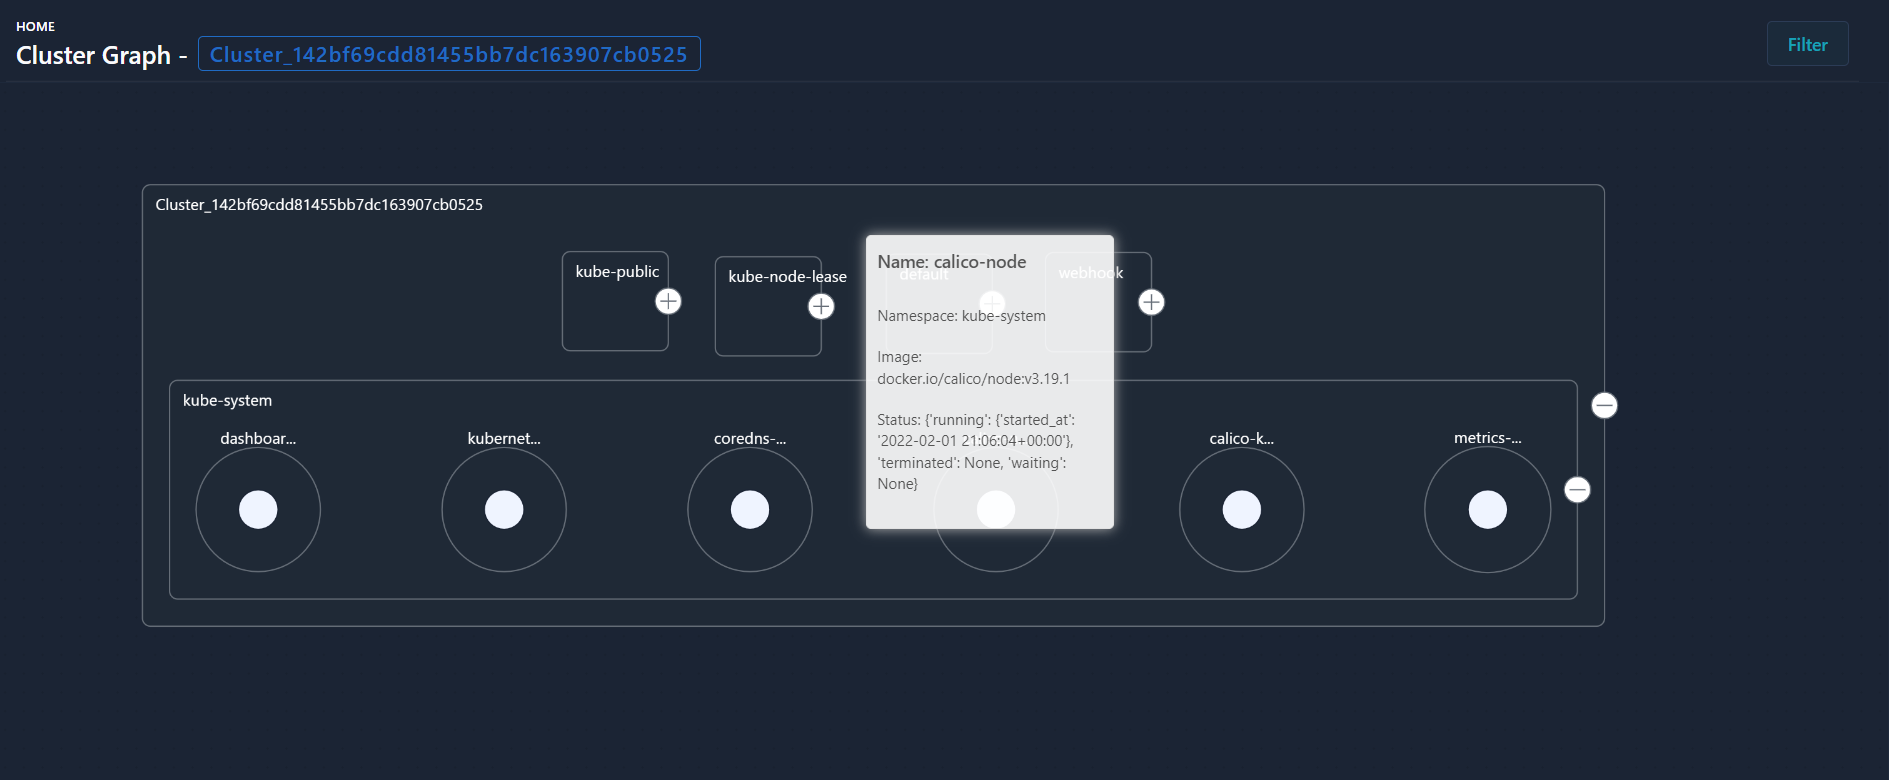 HOME
Cluster Graph - Cluster_142bf69cdd81455bb7dc163907cb0525
Filter
Cluster_142bf69cdd81455bb7dc163907cb0525
kube-public
kube-node-lease
default
webhook
Name: calico-node
Namespace: kube-system
Image:
docker.io/calico/node:v3.19.1
Status: {'running': {'started_at':
'2022-02-01 21:06:04+00:00'},
'terminated': None, 'waiting':
None}
kube-system
dashboar...
kubernet...
coredns-...
calico-k...
metrics-...